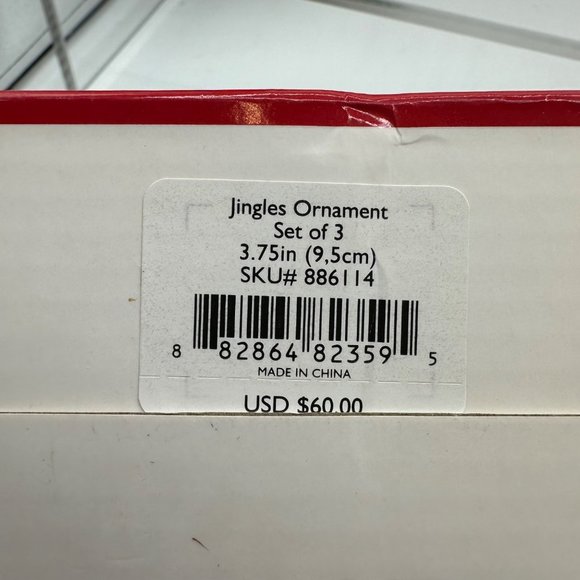 Jingles Ornament
Set of 3
3.75in (9,5cm)
SKU# 886114
8 82864 82359 5
MADE IN CHINA
USD $60.00